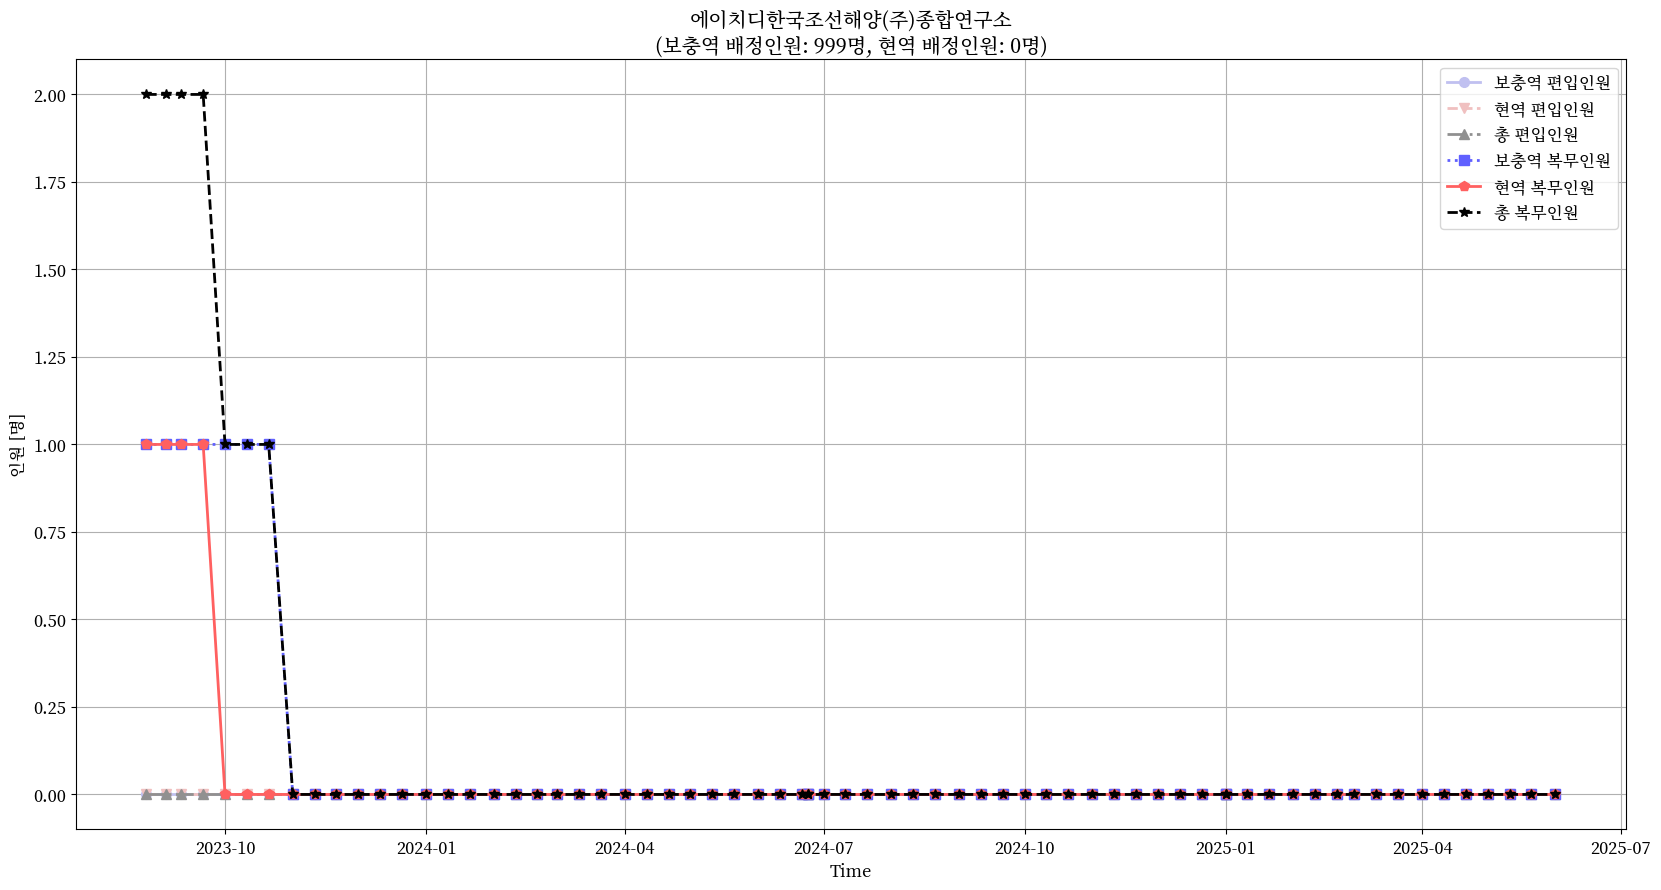 에이치디한국조선해양(주)종합연구소
(보충역 배정인원: 999명, 현역 배정인원: 0명)
보충역 편입인원
현역 편입인원
총 편입인원
보충역 복무인원
현역 복무인원
총 복무인원
2.00
1.75
1.50
1.25
1.00
0.75
0.50
0.25
0.00
인원 [명]
2023-10
2024-01
2024-04
2024-07
2024-10
2025-01
2025-04
2025-07
Time